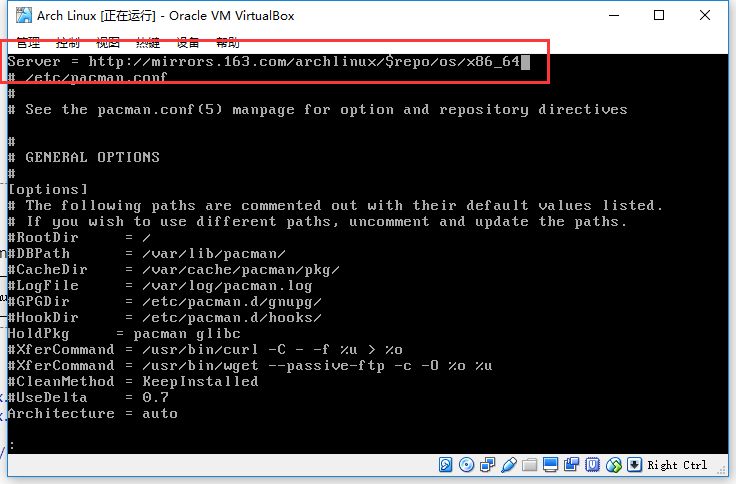 Arch Linux [正在运行] - Oracle VM VirtualBox
管理 控制 视图 热键 设备 帮助
Server = http://mirrors.163.com/archlinux/$repo/os/x86_64
# /etc/pacman.conf
#
# See the pacman.conf(5) manpage for option and repository directives
#
# GENERAL OPTIONS
#
[options]
# The following paths are commented out with their default values listed.
# If you wish to use different paths, uncomment and update the paths.
#RootDir     = /
#DBPath      = /var/lib/pacman/
#CacheDir    = /var/cache/pacman/pkg/
#LogFile     = /var/log/pacman.log
#GPGDir      = /etc/pacman.d/gnupg/
#HookDir     = /etc/pacman.d/hooks/
HoldPkg     = pacman glibc
#XferCommand = /usr/bin/curl -C - -f %u > %o
#XferCommand = /usr/bin/wget --passive-ftp -c -O %o %u
#CleanMethod = KeepInstalled
#UseDelta    = 0.7
Architecture = auto
:
Right Ctrl